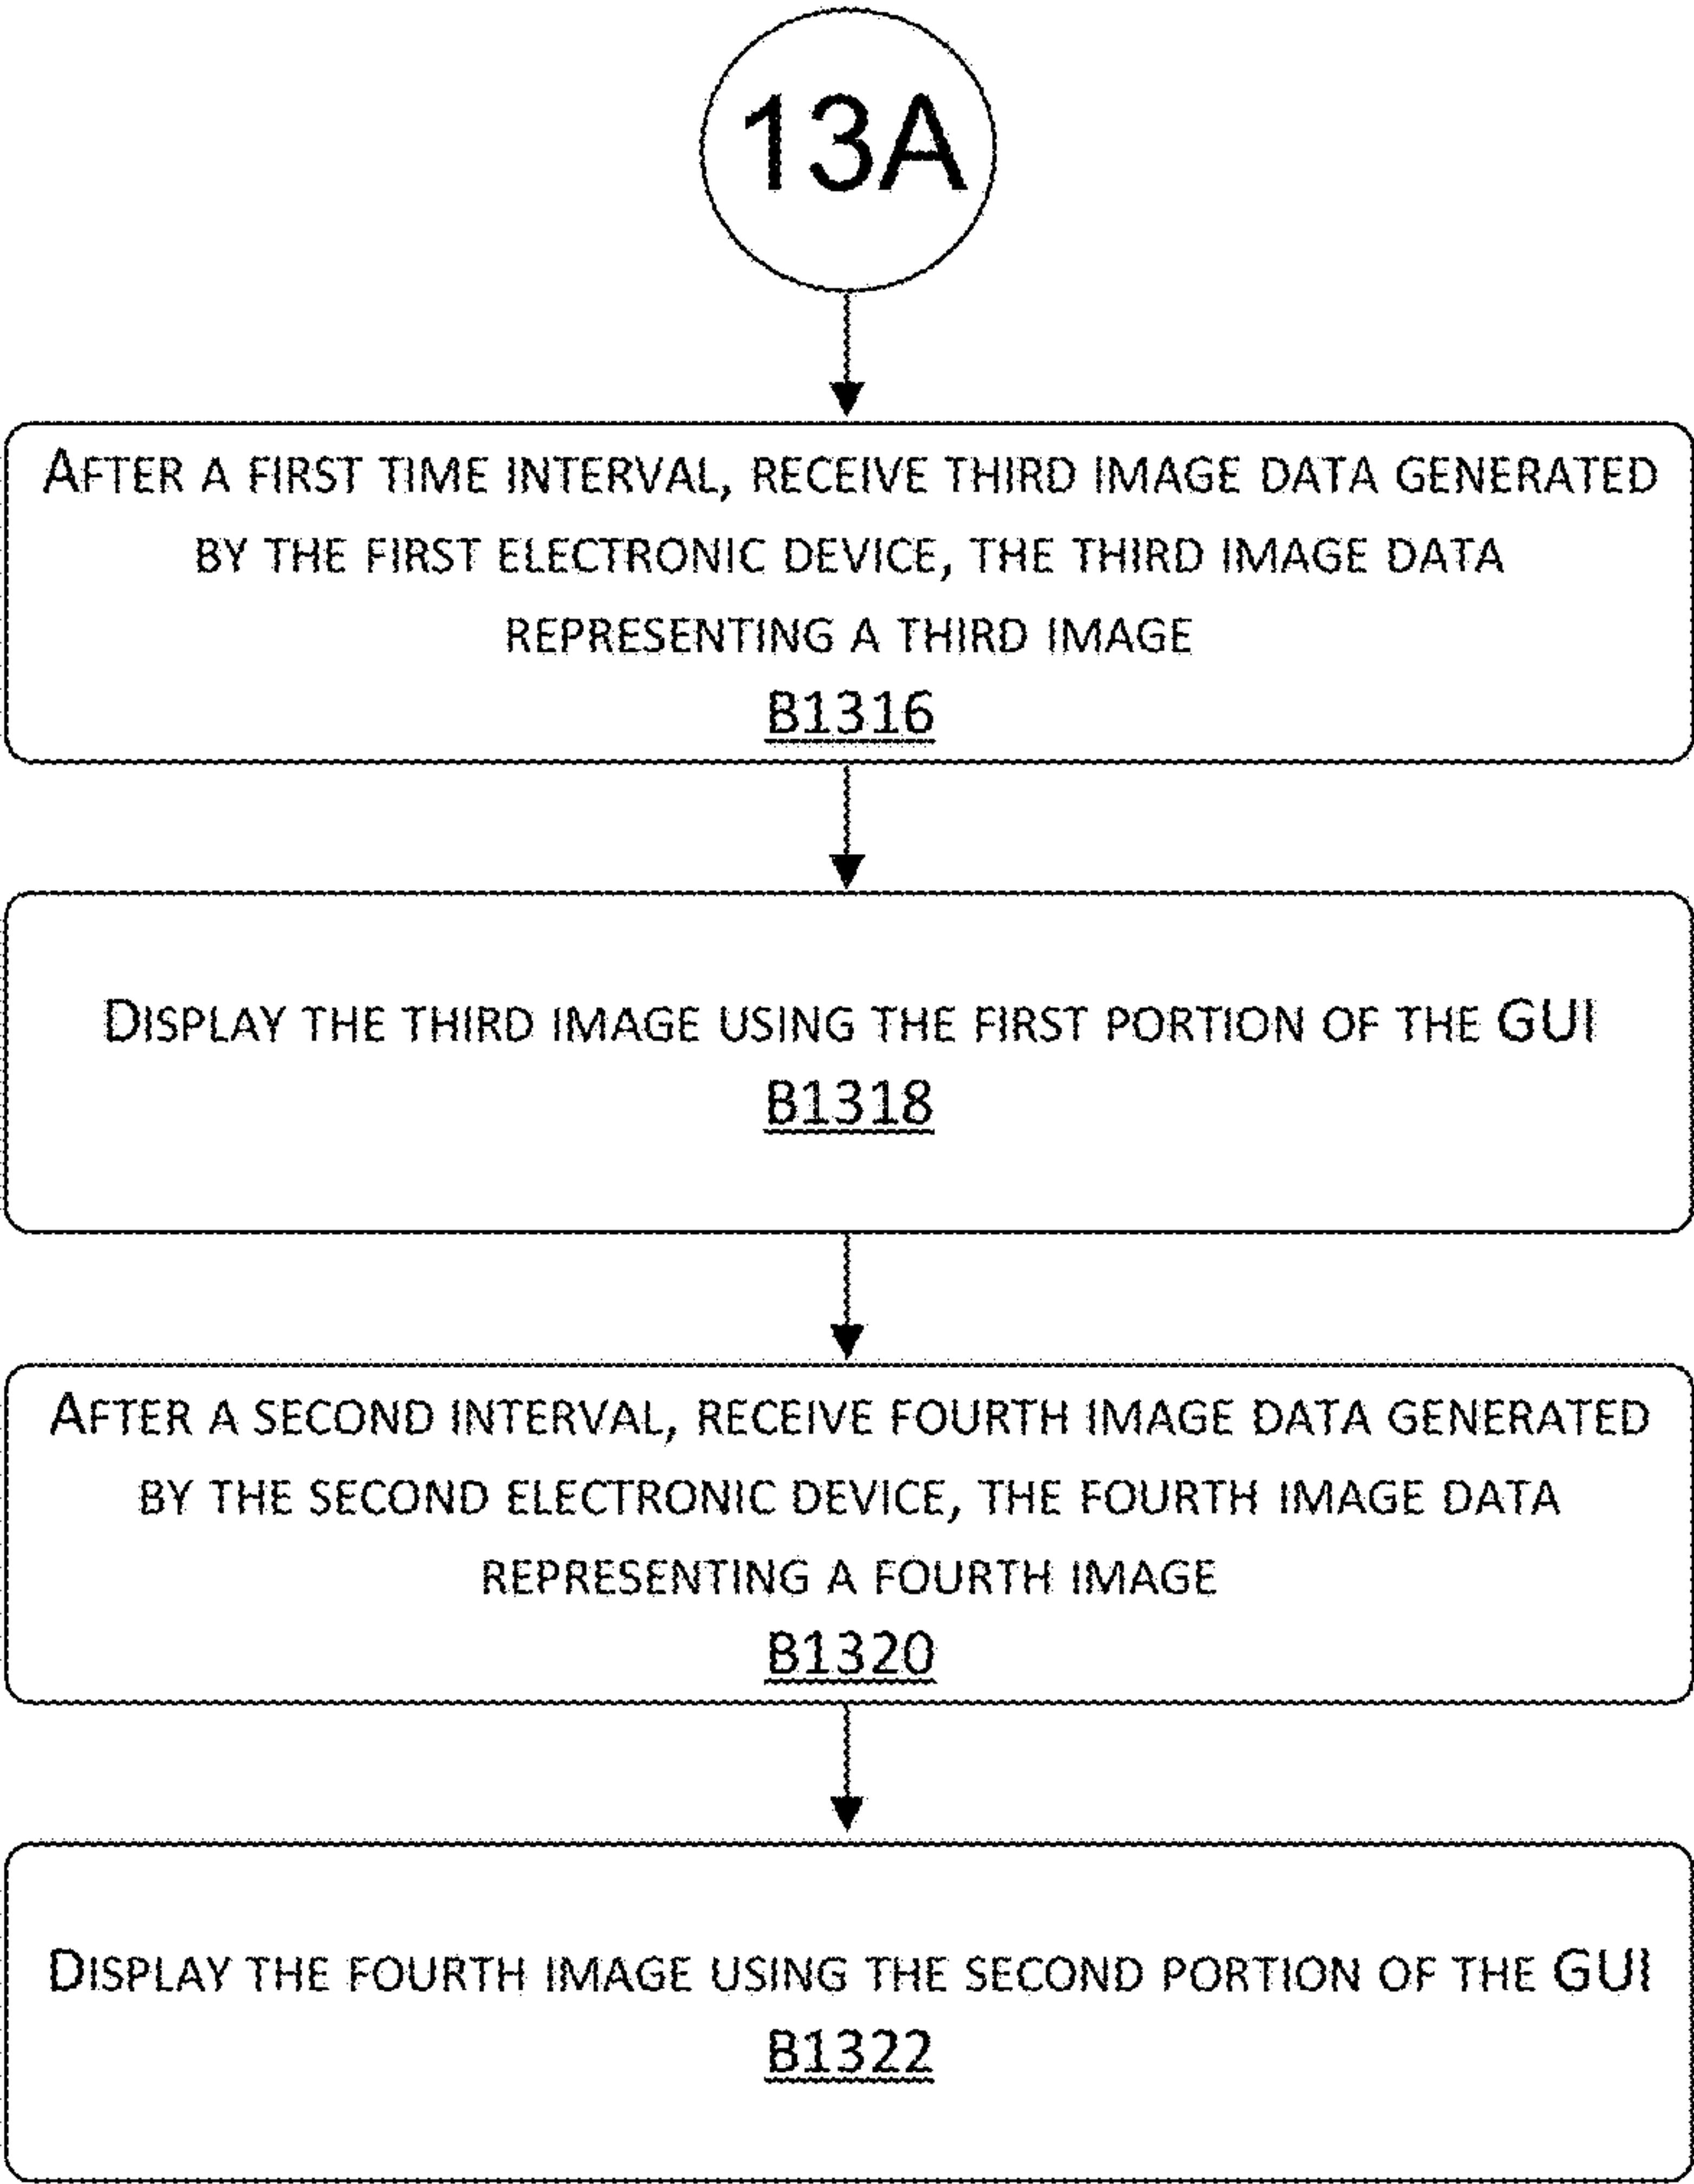 13A
AFTER A FIRST TIME INTERVAL, RECEIVE THIRD IMAGE DATA GENERATED
BY THE FIRST ELECTRONIC DEVICE, THE THIRD IMAGE DATA
REPRESENTING A THIRD IMAGE
B1316
DISPLAY THE THIRD IMAGE USING THE FIRST PORTION OF THE GUI
B1318
AFTER A SECOND INTERVAL, RECEIVE FOURTH IMAGE DATA GENERATED
BY THE SECOND ELECTRONIC DEVICE, THE FOURTH IMAGE DATA
REPRESENTING A FOURTH IMAGE
B1320
DISPLAY THE FOURTH IMAGE USING THE SECOND PORTION OF THE GUI
B1322